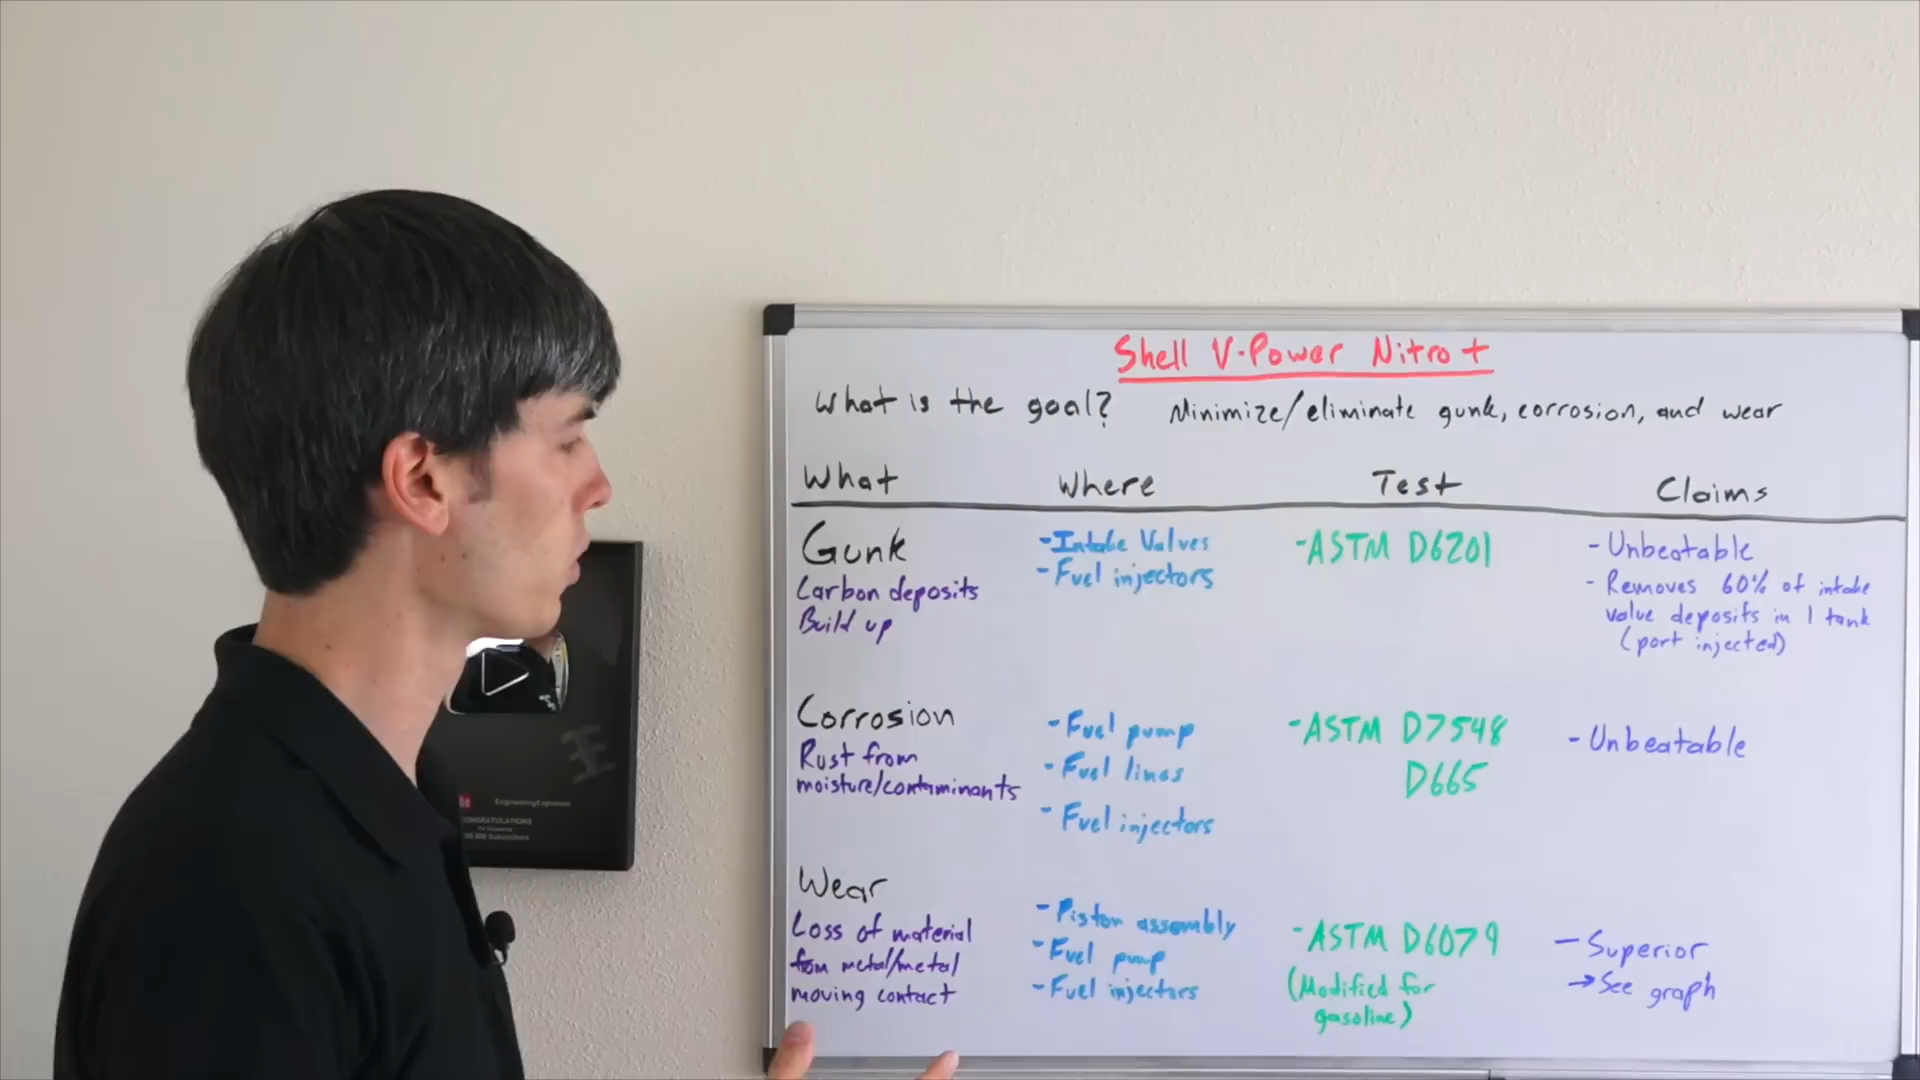 Shell V-Power Nitro+
What is the goal? Minimize/eliminate gunk, corrosion, and wear
What Where Test Claims
Gunk
Carbon deposits
Build up
-Intake Valves
-Fuel injectors
-ASTM D6201
- Unbeatable
- Removes 60% of intake
valve deposits in 1 tank
(port injected)
Corrosion
Rust from
moisture/contaminants
-Fuel pump
-Fuel lines
-Fuel injectors
-ASTM D7548
D665
- Unbeatable
Wear
Loss of material
from metal/metal
moving contact
-Piston assembly
-Fuel pump
-Fuel injectors
-ASTM D6079
(Modified for
gasoline)
- Superior
→See graph
EngineeringExplained
CONGRATULATIONS